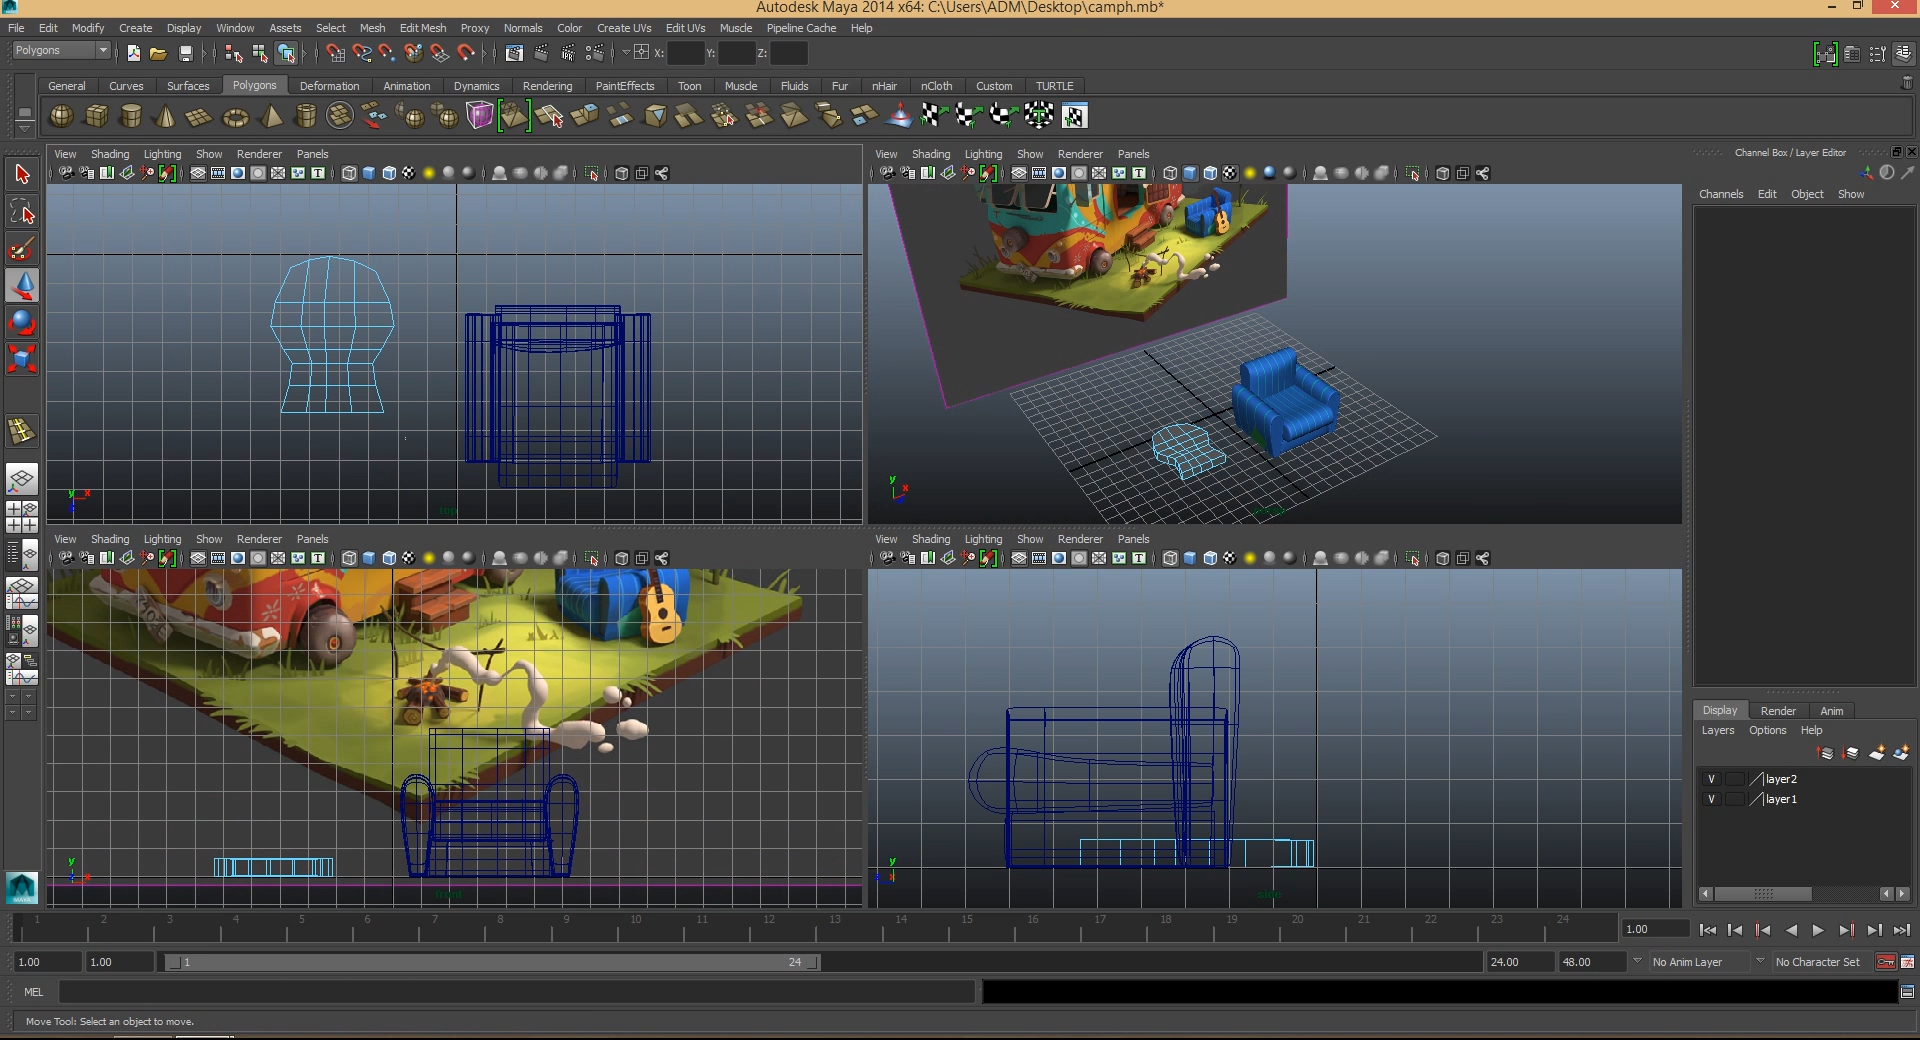 Autodesk Maya 2014 x64: C:\Users\ADM\Desktop\camph.mb*
File Edit Modify Create Display Window Assets Select Mesh Edit Mesh Proxy Normals Color Create UVs Edit UVs Muscle Pipeline Cache Help
Polygons X: Y: Z:
General Curves Surfaces Polygons Deformation Animation Dynamics Rendering PaintEffects Toon Muscle Fluids Fur nHair nCloth Custom TURTLE
View Shading Lighting Show Renderer Panels
View Shading Lighting Show Renderer Panels
Channel Box / Layer Editor
Channels Edit Object Show
y x
top
y x
View Shading Lighting Show Renderer Panels
View Shading Lighting Show Renderer Panels
y x
front
y x
side
Display Render Anim
Layers Options Help
V layer2
V layer1
1 2 3 4 5 6 7 8 9 10 11 12 13 14 15 16 17 18 19 20 21 22 23 24 1.00
1.00 1.00 1 24 24.00 48.00 No Anim Layer No Character Set
MEL
Move Tool: Select an object to move.